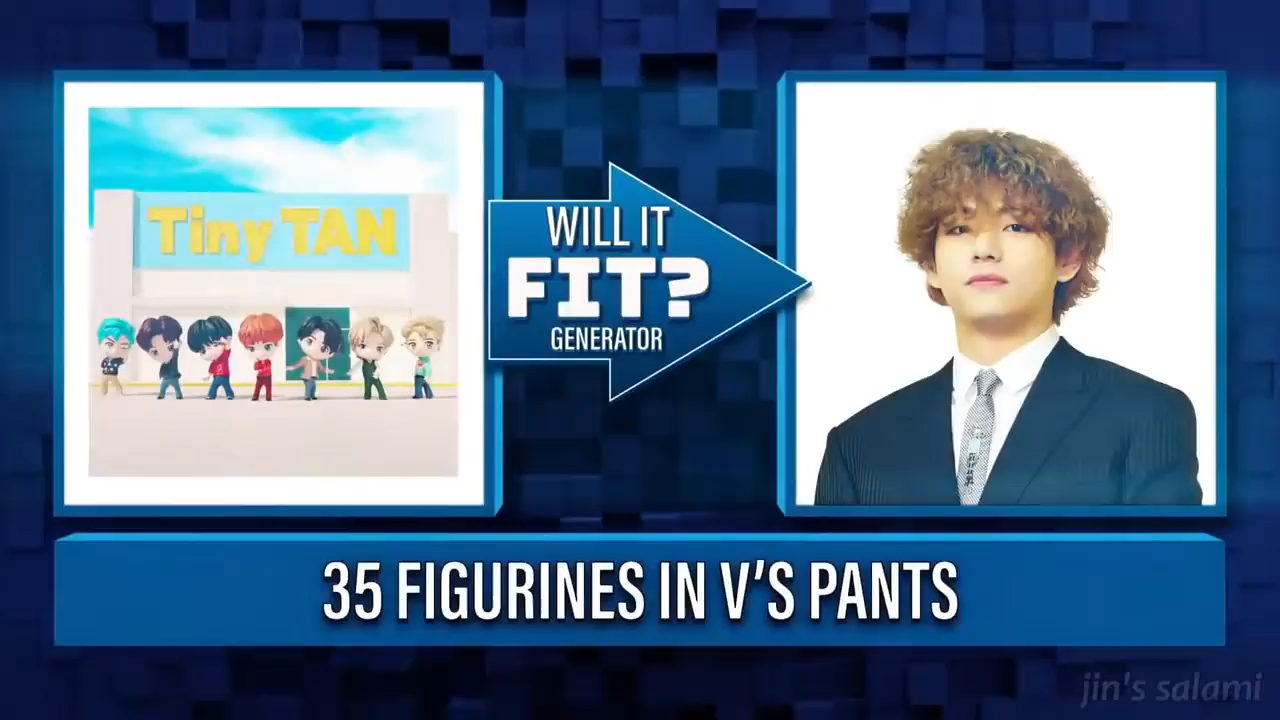 Tiny TAN
WILL IT
FIT?
GENERATOR
35 FIGURINES IN V'S PANTS
jin's salami